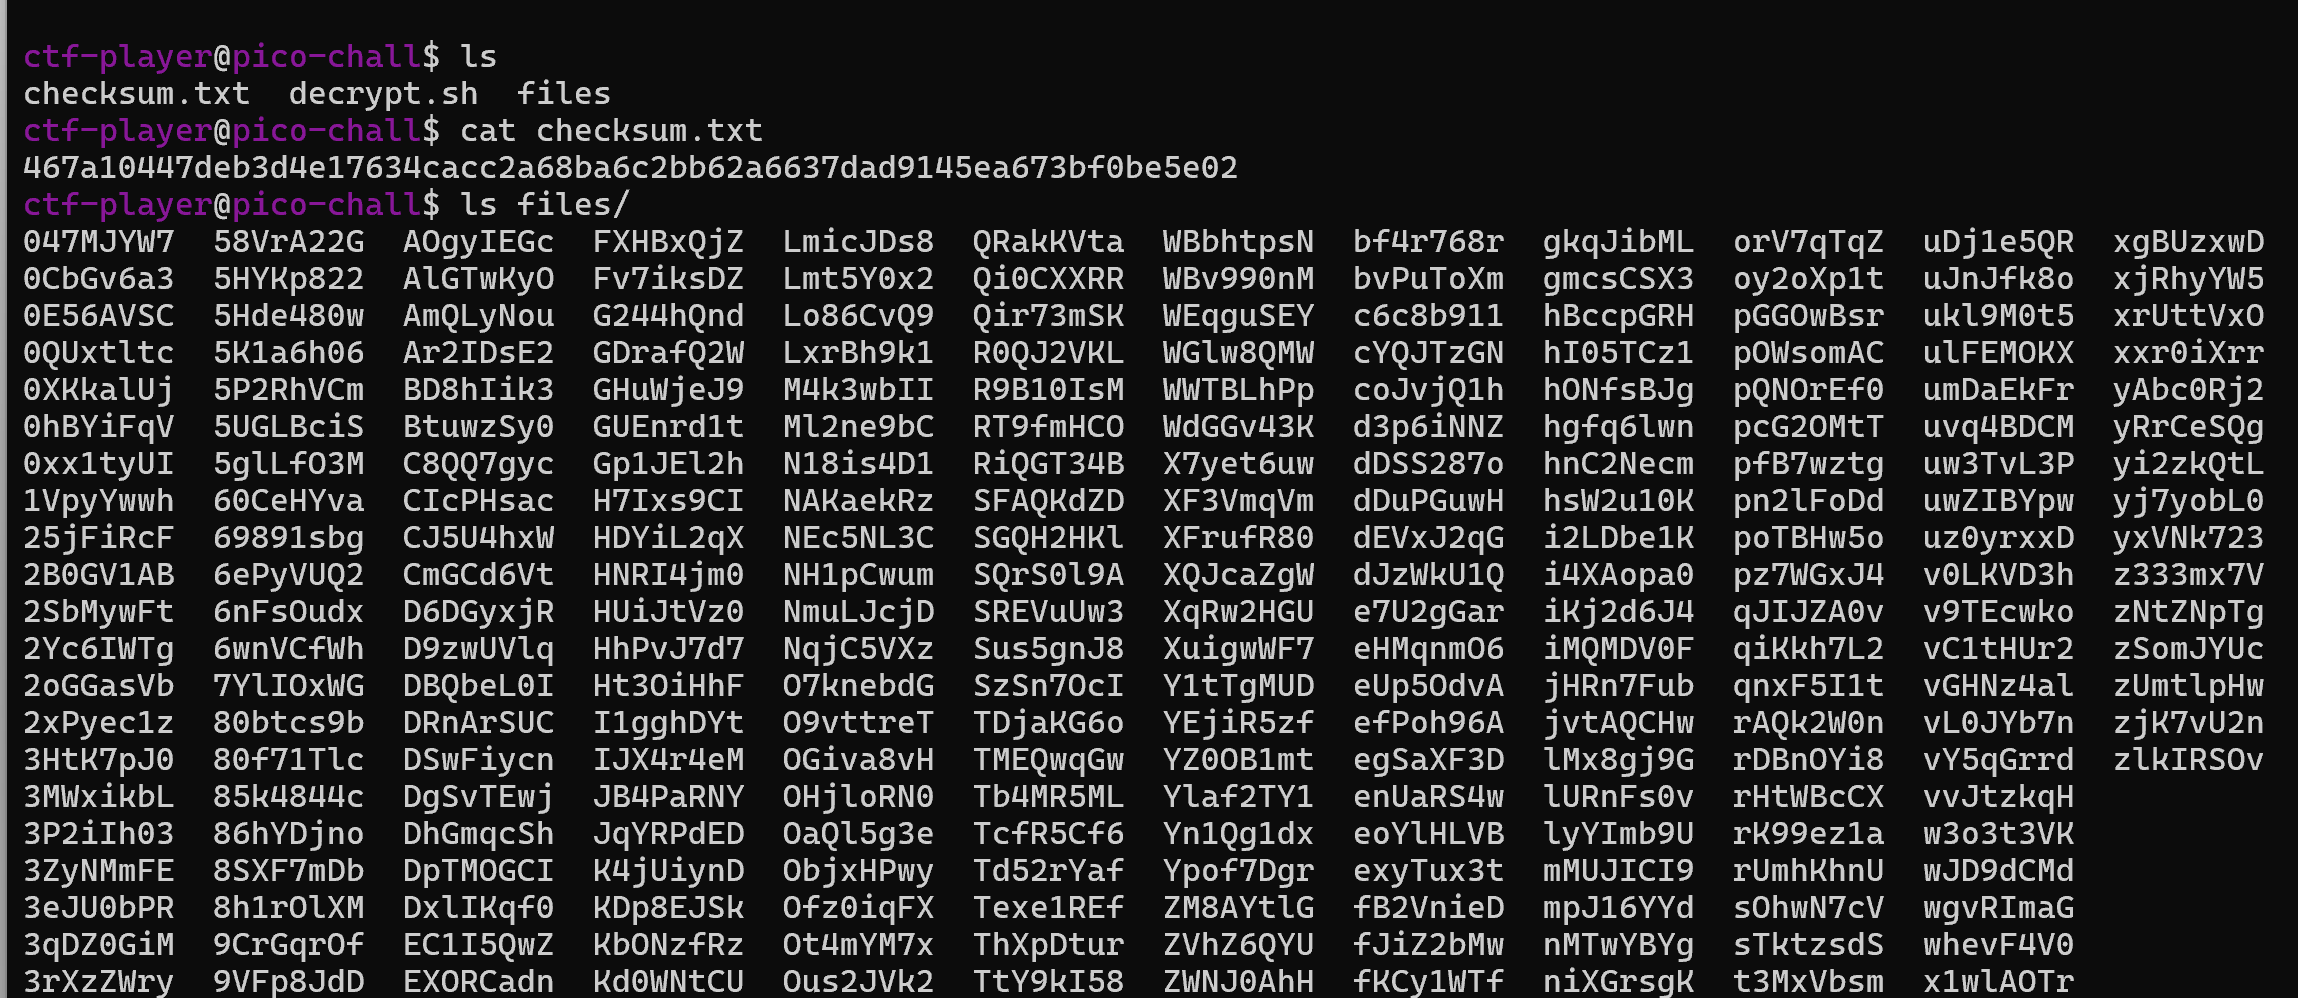 ctf-player@pico-chall$ ls
checksum.txt  decrypt.sh  files
ctf-player@pico-chall$ cat checksum.txt
467a10447deb3d4e17634cacc2a68ba6c2bb62a6637dad9145ea673bf0be5e02
ctf-player@pico-chall$ ls files/
047MJYW7  58VrA22G  AOgyIEGc  FXHBxQjZ  LmicJDs8  QRakKVta  WBbhtpsN  bf4r768r  gkqJibML  orV7qTqZ  uDj1e5QR  xgBUzxwD
0CbGv6a3  5HYKp822  AlGTwKyO  Fv7iksDZ  Lmt5Y0x2  Qi0CXXRR  WBv990nM  bvPuToXm  gmcsCSX3  oy2oXp1t  uJnJfk8o  xjRhyYW5
0E56AVSC  5Hde480w  AmQLyNou  G244hQnd  Lo86CvQ9  Qir73mSK  WEqguSEY  c6c8b911  hBccpGRH  pGGOwBsr  ukl9M0t5  xrUttVxO
0QUxtltc  5K1a6h06  Ar2IDsE2  GDrafQ2W  LxrBh9k1  R0QJ2VKL  WGlw8QMW  cYQJTzGN  hI05TCz1  pOWsomAC  ulFEMOKX  xxr0iXrr
0XKkalUj  5P2RhVCm  BD8hIik3  GHuWjeJ9  M4k3wbII  R9B10IsM  WWTBLhPp  coJvjQ1h  hONfsBJg  pQNOrEf0  umDaEkFr  yAbc0Rj2
0hBYiFqV  5UGLBciS  BtuwzSy0  GUEnrd1t  Ml2ne9bC  RT9fmHCO  WdGGv43K  d3p6iNNZ  hgfq6lwn  pcG2OMtT  uvq4BDCM  yRrCeSQg
0xx1tyUI  5glLfO3M  C8QQ7gyc  Gp1JEl2h  N18is4D1  RiQGT34B  X7yet6uw  dDSS287o  hnC2Necm  pfB7wztg  uw3TvL3P  yi2zkQtL
1VpyYwwh  60CeHYva  CIcPHsac  H7Ixs9CI  NAKaekRz  SFAQKdZD  XF3VmqVm  dDuPGuwH  hsW2u10K  pn2lFoDd  uwZIBYpw  yj7yobL0
25jFiRcF  69891sbg  CJ5U4hxW  HDYiL2qX  NEc5NL3C  SGQH2HKl  XFrufR80  dEVxJ2qG  i2LDbe1K  poTBHw5o  uz0yrxxD  yxVNk723
2B0GV1AB  6ePyVUQ2  CmGCd6Vt  HNRI4jm0  NH1pCwum  SQrS0l9A  XQJcaZgW  dJzWkU1Q  i4XAopa0  pz7WGxJ4  v0LKVD3h  z333mx7V
2SbMywFt  6nFsOudx  D6DGyxjR  HUiJtVz0  NmuLJcjD  SREVuUw3  XqRw2HGU  e7U2gGar  iKj2d6J4  qJIJZA0v  v9TEcwko  zNtZNpTg
2Yc6IWTg  6wnVCfWh  D9zwUVlq  HhPvJ7d7  NqjC5VXz  Sus5gnJ8  XuigwWF7  eHMqnmO6  iMQMDV0F  qiKkh7L2  vC1tHUr2  zSomJYUc
2oGGasVb  7YlIOxWG  DBQbeL0I  Ht3OiHhF  O7knebdG  SzSn7OcI  Y1tTgMUD  eUp5OdvA  jHRn7Fub  qnxF5I1t  vGHNz4al  zUmtlpHw
2xPyec1z  80btcs9b  DRnArSUC  I1gghDYt  O9vttreT  TDjaKG6o  YEjiR5zf  efPoh96A  jvtAQCHw  rAQk2W0n  vL0JYb7n  zjK7vU2n
3HtK7pJ0  80f71Tlc  DSwFiycn  IJX4r4eM  OGiva8vH  TMEQwqGw  YZ0OB1mt  egSaXF3D  lMx8gj9G  rDBnOYi8  vY5qGrrd  zlkIRSOv
3MWxikbL  85k4844c  DgSvTEwj  JB4PaRNY  OHjloRN0  Tb4MR5ML  Ylaf2TY1  enUaRS4w  lURnFs0v  rHtWBcCX  vvJtzkqH
3P2iIh03  86hYDjno  DhGmqcSh  JqYRPdED  OaQl5g3e  TcfR5Cf6  Yn1Qg1dx  eoYlHLVB  lyYImb9U  rK99ez1a  w3o3t3VK
3ZyNMmFE  8SXF7mDb  DpTMOGCI  K4jUiynD  ObjxHPwy  Td52rYaf  Ypof7Dgr  exyTux3t  mMUJICI9  rUmhKhnU  wJD9dCMd
3eJU0bPR  8h1rOlXM  DxlIKqf0  KDp8EJSk  Ofz0iqFX  Texe1REf  ZM8AYtlG  fB2VnieD  mpJ16YYd  sOhwN7cV  wgvRImaG
3qDZ0GiM  9CrGqrOf  EC1I5QwZ  KbONzfRz  Ot4mYM7x  ThXpDtur  ZVhZ6QYU  fJiZ2bMw  nMTwYBYg  sTktzsdS  whevF4V0
3rXzZWry  9VFp8JdD  EXORCadn  Kd0WNtCU  Ous2JVk2  TtY9kI58  ZWNJ0AhH  fKCy1WTf  niXGrsgK  t3MxVbsm  x1wlAOTr